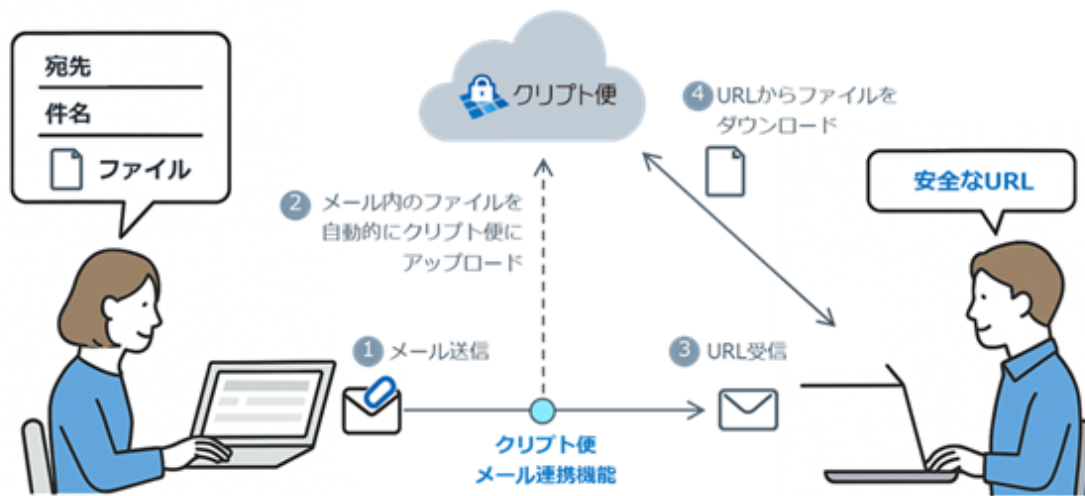 宛先
件名
ファイル
クリプト便
4 URLからファイルを
ダウンロード
安全なURL
2 メール内のファイルを
自動的にクリプト便に
アップロード
1 メール送信
3 URL受信
クリプト便
メール連携機能